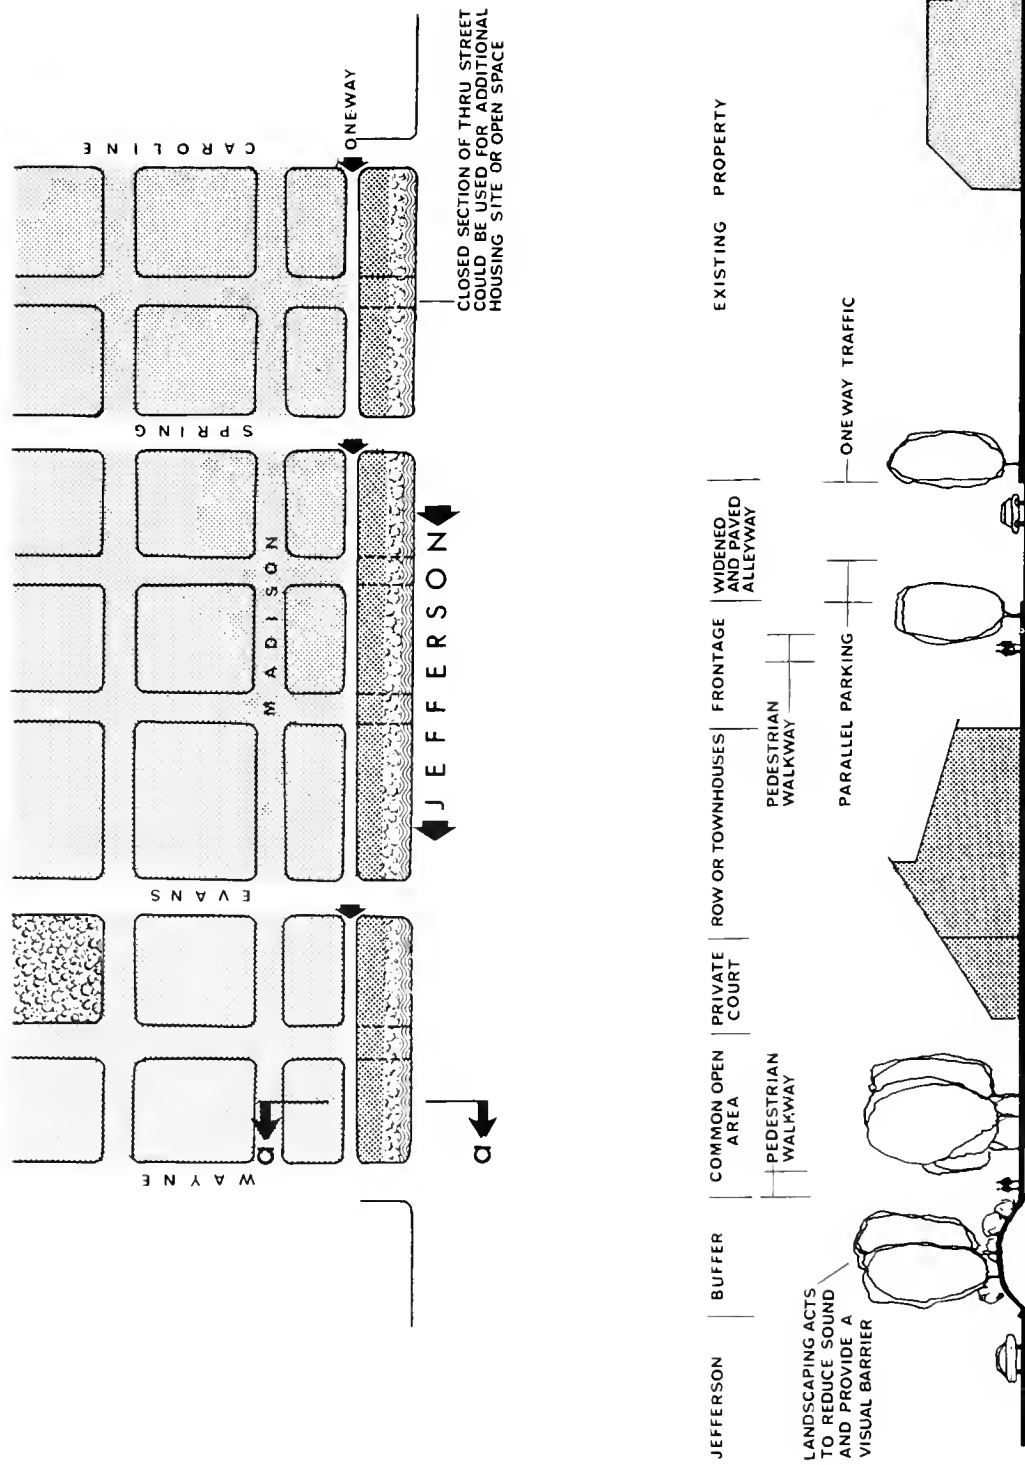 CAROLINE
ONE-WAY
CLOSED SECTION OF THRU STREET
COULD BE USED FOR ADDITIONAL
HOUSING SITE OR OPEN SPACE
SPRING
MADISON
JEFFERSON
EVANS
WAYNE
a
a
JEFFERSON
BUFFER
COMMON OPEN
AREA
PRIVATE
COURT
ROW OR TOWNHOUSES
FRONTAGE
WIDENED
AND PAVED
ALLEYWAY
EXISTING PROPERTY
PEDESTRIAN
WALKWAY
PEDESTRIAN
WALKWAY
LANDSCAPING ACTS
TO REDUCE SOUND
AND PROVIDE A
VISUAL BARRIER
PARALLEL PARKING
ONEWAY TRAFFIC